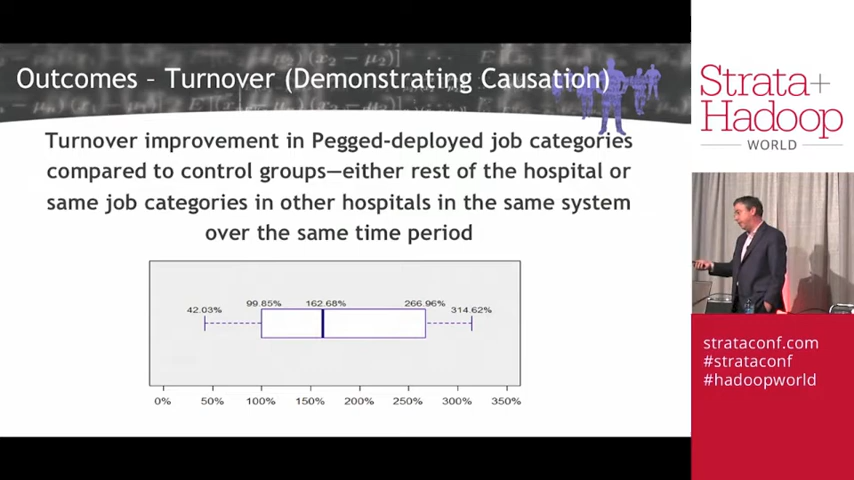 Outcomes – Turnover (Demonstrating Causation)
Turnover improvement in Pegged-deployed job categories
compared to control groups—either rest of the hospital or
same job categories in other hospitals in the same system
over the same time period
42.03%
99.85%
162.68%
266.96%
314.62%
0%
50%
100%
150%
200%
250%
300%
350%
Strata+
Hadoop
WORLD
strataconf.com
#strataconf
#hadoopworld